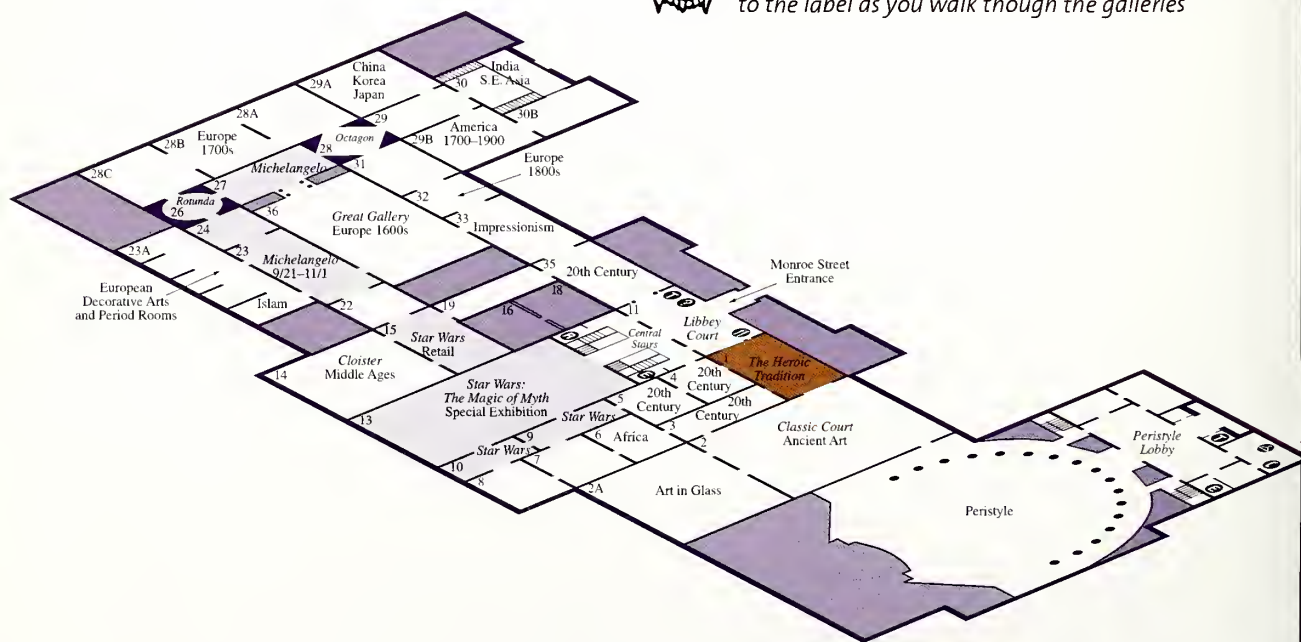 to the label as you walk though the galleries
China
Korea
Japan
29A
30
India
S.E. Asia
30B
29
America
1700–1900
29B
28A
Europe
1700s
28B
Octagon
28
31
Europe
1800s
28C
27
Michelangelo
32
Rotunda
26
36
24
Great Gallery
Europe 1600s
33
Impressionism
23A
23
Michelangelo
9/21–11/1
35
20th Century
Monroe Street
Entrance
European
Decorative Arts
and Period Rooms
Islam
22
19
18
16
11
Libbey
Court
15
Star Wars
Retail
Central
Stairs
1
The Heroic
Tradition
Cloister
Middle Ages
14
Star Wars:
The Magic of Myth
Special Exhibition
4
20th
Century
20th
Century
20th
Century
5
Star Wars
3
13
9
6
Africa
2
Classic Court
Ancient Art
Star Wars
10
7
8
2A
Art in Glass
Peristyle
Peristyle
Lobby